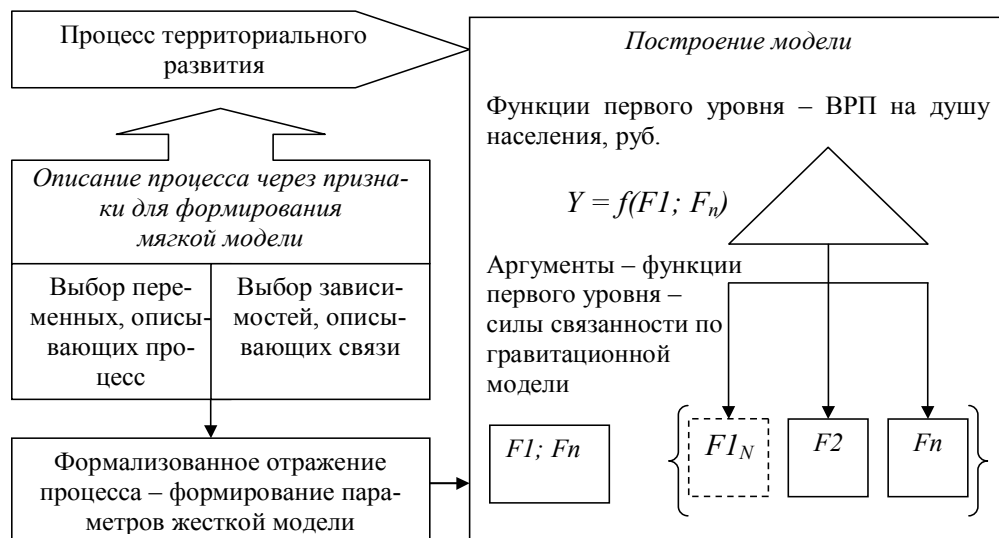 Процесс территориального
развития
Описание процесса через призна-
ки для формирования
мягкой модели
Выбор пере-
менных, описы-
вающих про-
цесс
Выбор зависи-
мостей, описы-
вающих связи
Формализованное отражение
процесса – формирование пара-
метров жесткой модели
Построение модели
Функции первого уровня – ВРП на душу
населения, руб.
Y = f(F1; Fn)
Аргументы – функции
первого уровня –
силы связанности по
гравитационной
модели
F1; Fn
F1N
F2
Fn